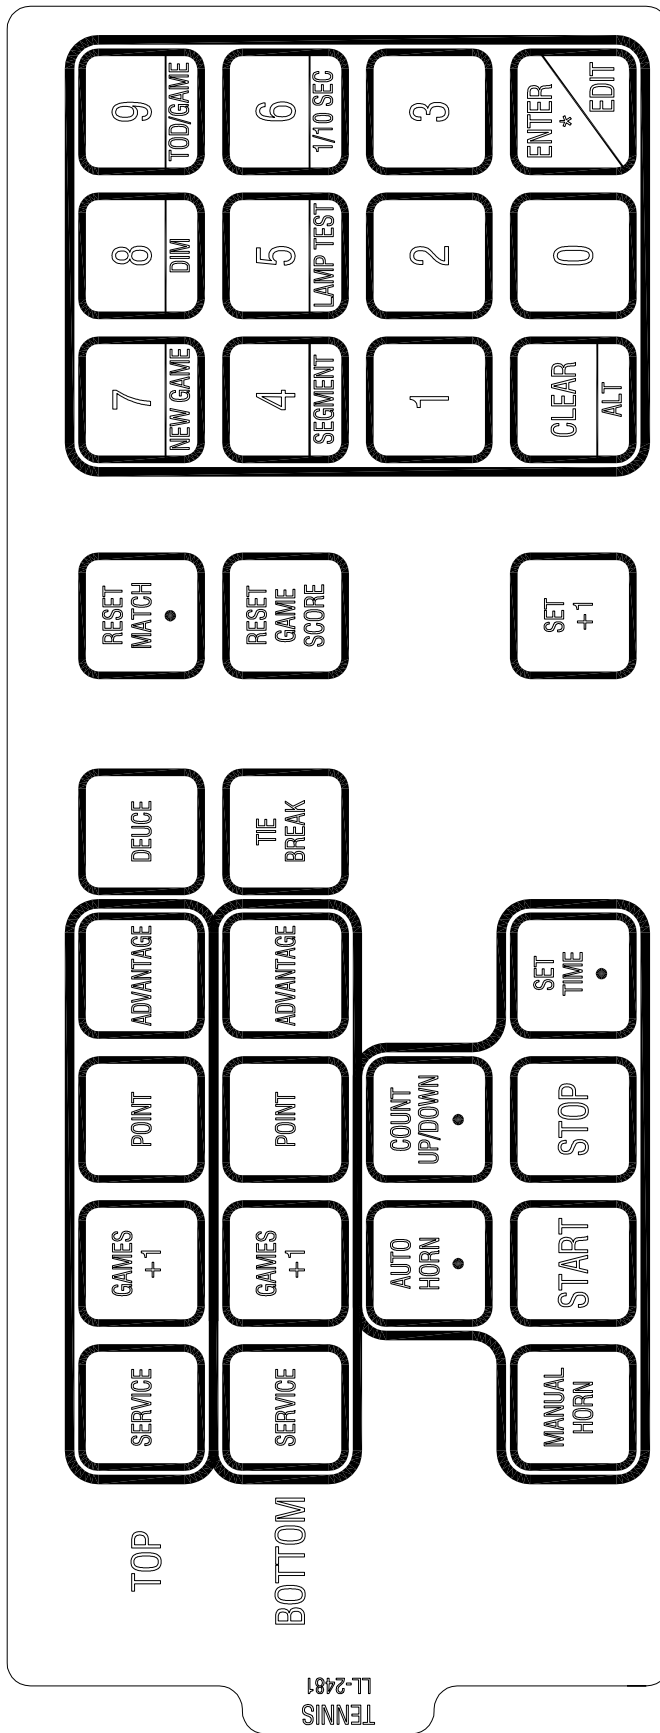 TOP
SERVICE
GAMES
+1
POINT
ADVANTAGE
DEUCE
RESET
MATCH
•
7
NEW GAME
8
DIM
9
TOD/GAME
BOTTOM
SERVICE
GAMES
+1
POINT
ADVANTAGE
TIE
BREAK
RESET
GAME
SCORE
4
SEGMENT
5
LAMP TEST
6
1/10 SEC
AUTO
HORN
•
COUNT
UP/DOWN
•
1
2
3
MANUAL
HORN
START
STOP
SET
TIME
•
SET
+1
CLEAR
ALT
0
ENTER
*
EDIT
TENNIS
LL-2481